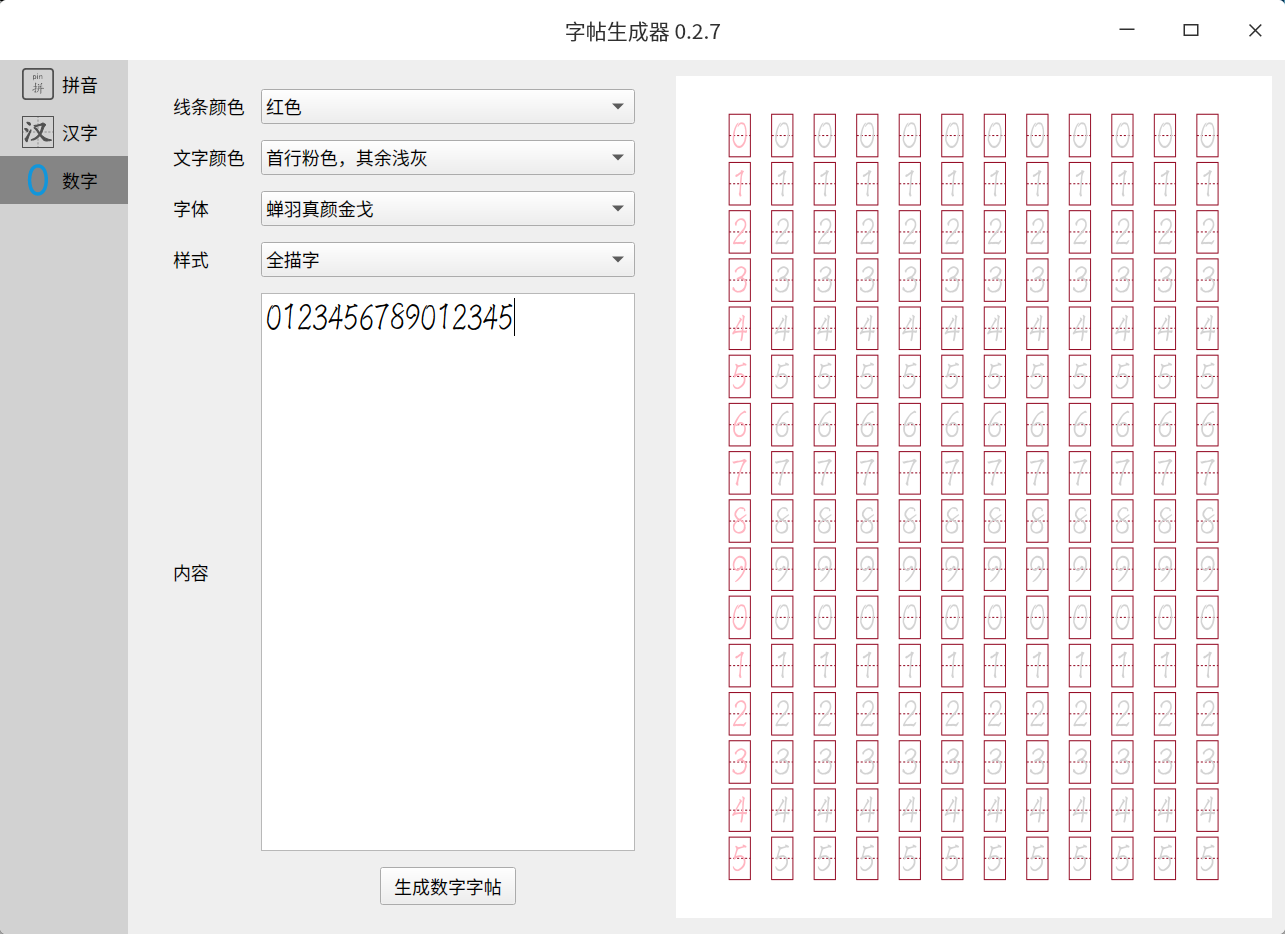 字帖生成器 0.2.7
pin
拼
拼音
汉
汉字
0
数字
线条颜色
红色
文字颜色
首行粉色，其余浅灰
字体
蝉羽真颜金戈
样式
全描字
内容
0123456789012345
生成数字字帖
0 0 0 0 0 0 0 0 0 0 0 0
1 1 1 1 1 1 1 1 1 1 1 1
2 2 2 2 2 2 2 2 2 2 2 2
3 3 3 3 3 3 3 3 3 3 3 3
4 4 4 4 4 4 4 4 4 4 4 4
5 5 5 5 5 5 5 5 5 5 5 5
6 6 6 6 6 6 6 6 6 6 6 6
7 7 7 7 7 7 7 7 7 7 7 7
8 8 8 8 8 8 8 8 8 8 8 8
9 9 9 9 9 9 9 9 9 9 9 9
0 0 0 0 0 0 0 0 0 0 0 0
1 1 1 1 1 1 1 1 1 1 1 1
2 2 2 2 2 2 2 2 2 2 2 2
3 3 3 3 3 3 3 3 3 3 3 3
4 4 4 4 4 4 4 4 4 4 4 4
5 5 5 5 5 5 5 5 5 5 5 5